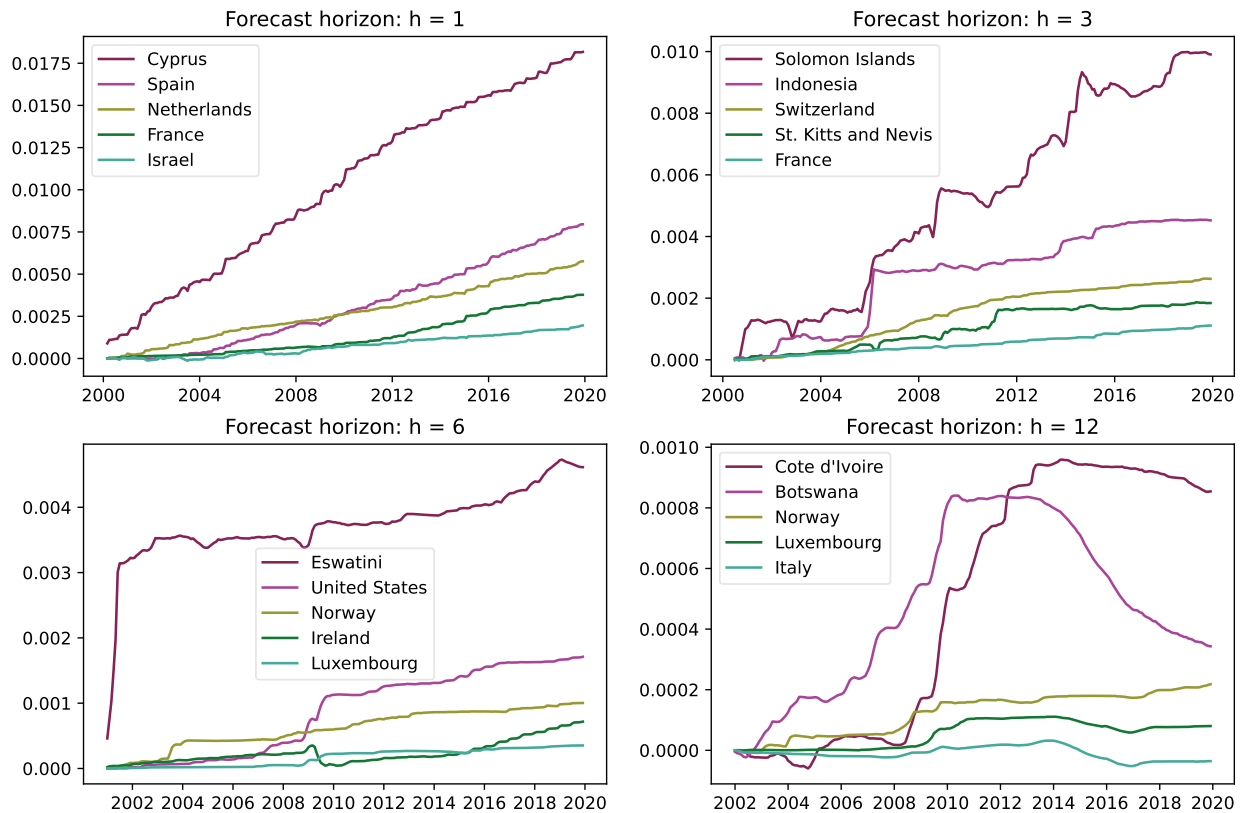 Forecast horizon: h = 1
0.0175
0.0150
0.0125
0.0100
0.0075
0.0050
0.0025
0.0000
Cyprus
Spain
Netherlands
France
Israel
2000 2004 2008 2012 2016 2020
Forecast horizon: h = 3
0.010
0.008
0.006
0.004
0.002
0.000
Solomon Islands
Indonesia
Switzerland
St. Kitts and Nevis
France
2000 2004 2008 2012 2016 2020
Forecast horizon: h = 6
0.004
0.003
0.002
0.001
0.000
Eswatini
United States
Norway
Ireland
Luxembourg
2002 2004 2006 2008 2010 2012 2014 2016 2018 2020
Forecast horizon: h = 12
0.0010
0.0008
0.0006
0.0004
0.0002
0.0000
Cote d'Ivoire
Botswana
Norway
Luxembourg
Italy
2002 2004 2006 2008 2010 2012 2014 2016 2018 2020